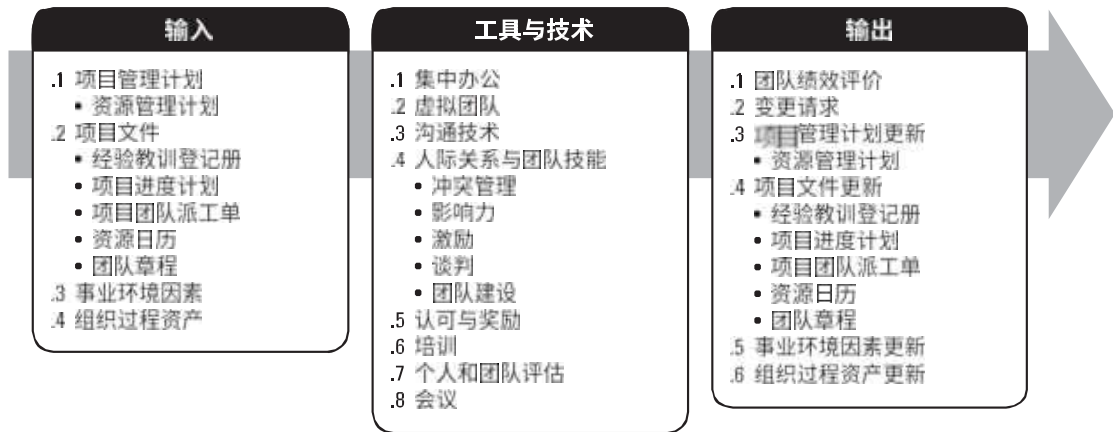 输入
.1 项目管理计划
• 资源管理计划
.2 项目文件
• 经验教训登记册
• 项目进度计划
• 项目团队派工单
• 资源日历
• 团队章程
.3 事业环境因素
.4 组织过程资产
工具与技术
.1 集中办公
.2 虚拟团队
.3 沟通技术
.4 人际关系与团队技能
• 冲突管理
• 影响力
• 激励
• 谈判
• 团队建设
.5 认可与奖励
.6 培训
.7 个人和团队评估
.8 会议
输出
.1 团队绩效评价
.2 变更请求
.3 项目管理计划更新
• 资源管理计划
.4 项目文件更新
• 经验教训登记册
• 项目进度计划
• 项目团队派工单
• 资源日历
• 团队章程
.5 事业环境因素更新
.6 组织过程资产更新